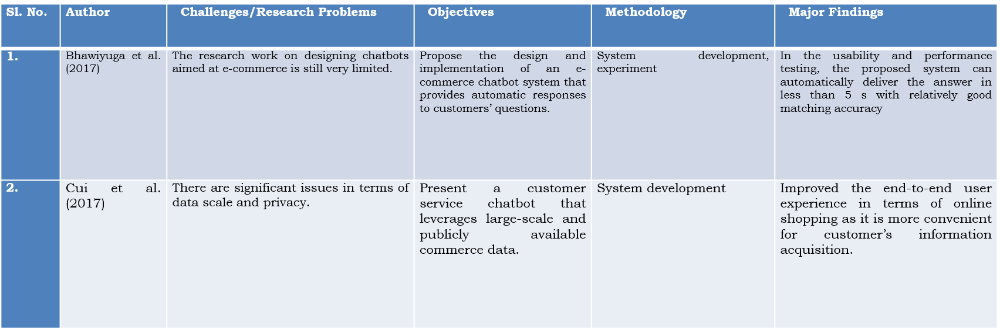 Sl. No.
Author
Challenges/Research Problems
Objectives
Methodology
Major Findings
1.
Bhawiyuga et al.
(2017)
The research work on designing chatbots
aimed at e-commerce is still very limited.
Propose the design and
implementation of an e-
commerce chatbot system that
provides automatic responses
to customers’ questions.
System development,
experiment
In the usability and performance
testing, the proposed system can
automatically deliver the answer in
less than 5 s with relatively good
matching accuracy
2.
Cui et al.
(2017)
There are significant issues in terms of
data scale and privacy.
Present a customer
service chatbot that
leverages large-scale and
publicly available
commerce data.
System development
Improved the end-to-end user
experience in terms of online
shopping as it is more convenient
for customer’s information
acquisition.